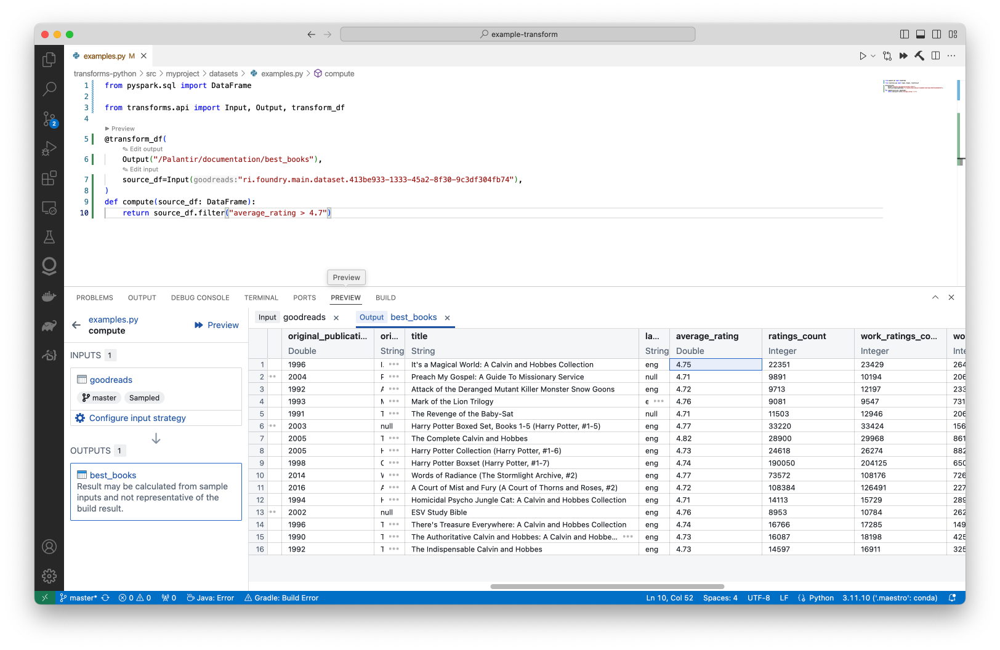 example-transform
examples.py M
transforms-python > src > myproject > datasets > examples.py > compute
1 from pyspark.sql import DataFrame
2
3 from transforms.api import Input, Output, transform_df
4
Preview
5 @transform_df(
Edit output
6 Output("/Palantir/documentation/best_books"),
Edit input
7 source_df=Input(goodreads:"ri.foundry.main.dataset.413be933-1333-45a2-8f30-9c3df304fb74"),
8 )
9 def compute(source_df: DataFrame):
10 return source_df.filter("average_rating > 4.7")
2
Preview
PROBLEMS OUTPUT DEBUG CONSOLE TERMINAL PORTS PREVIEW BUILD
examples.py
compute
Preview
INPUTS 1
goodreads
master Sampled
Configure input strategy
OUTPUTS 1
best_books
Result may be calculated from sample
inputs and not representative of the
build result.
Input goodreads Output best_books
original_publicati... ori... title la... average_rating ratings_count work_ratings_co... wo
Double String String String Double Integer Integer Inte
1 1996 I. ••• It's a Magical World: A Calvin and Hobbes Collection eng 4.75 22351 23429 264
2 •• 2004 F ••• Preach My Gospel: A Guide To Missionary Service null 4.71 9891 10194 206
3 1992 A ••• Attack of the Deranged Mutant Killer Monster Snow Goons eng 4.72 9713 12197 233
4 1993 M ••• Mark of the Lion Trilogy e ••• 4.76 9081 9547 731
5 1991 T ••• The Revenge of the Baby-Sat null 4.71 11503 12946 206
6 •• 2003 null Harry Potter Boxed Set, Books 1-5 (Harry Potter, #1-5) eng 4.77 33220 33424 156
7 2005 T ••• The Complete Calvin and Hobbes eng 4.82 28900 29968 861
8 2005 H ••• Harry Potter Collection (Harry Potter, #1-6) eng 4.73 24618 26274 882
9 1998 C ••• Harry Potter Boxset (Harry Potter, #1-7) eng 4.74 190050 204125 650
10 2014 W ••• Words of Radiance (The Stormlight Archive, #2) eng 4.77 73572 108176 726
11 2016 A ••• A Court of Mist and Fury (A Court of Thorns and Roses, #2) eng 4.72 108384 126491 227
12 1994 H ••• Homicidal Psycho Jungle Cat: A Calvin and Hobbes Collection eng 4.71 14113 15729 289
13 •• 2002 null ESV Study Bible eng 4.76 8953 10784 262
14 1996 T ••• There's Treasure Everywhere: A Calvin and Hobbes Collection eng 4.74 16766 17285 149
15 1990 T ••• The Authoritative Calvin and Hobbes: A Calvin and Hobbe... ••• eng 4.73 16087 18198 425
16 1992 T ••• The Indispensable Calvin and Hobbes eng 4.73 14597 16911 325
master* 0 0 0 Java: Error Gradle: Build Error Ln 10, Col 52 Spaces: 4 UTF-8 LF Python 3.11.10 ('.maestro': conda)